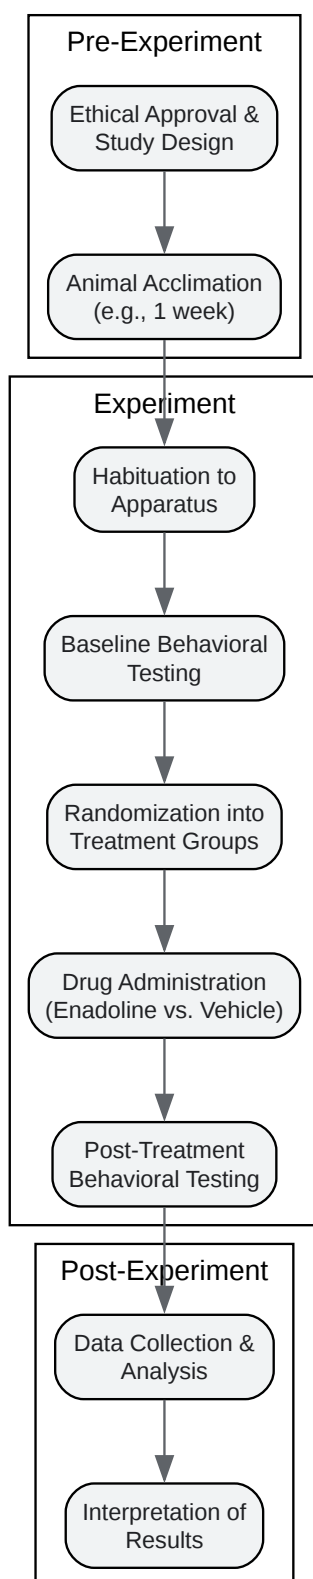 Pre-Experiment
Ethical Approval &
Study Design
Animal Acclimation
(e.g., 1 week)
Experiment
Habituation to
Apparatus
Baseline Behavioral
Testing
Randomization into
Treatment Groups
Drug Administration
(Enadoline vs. Vehicle)
Post-Treatment
Behavioral Testing
Post-Experiment
Data Collection &
Analysis
Interpretation of
Results